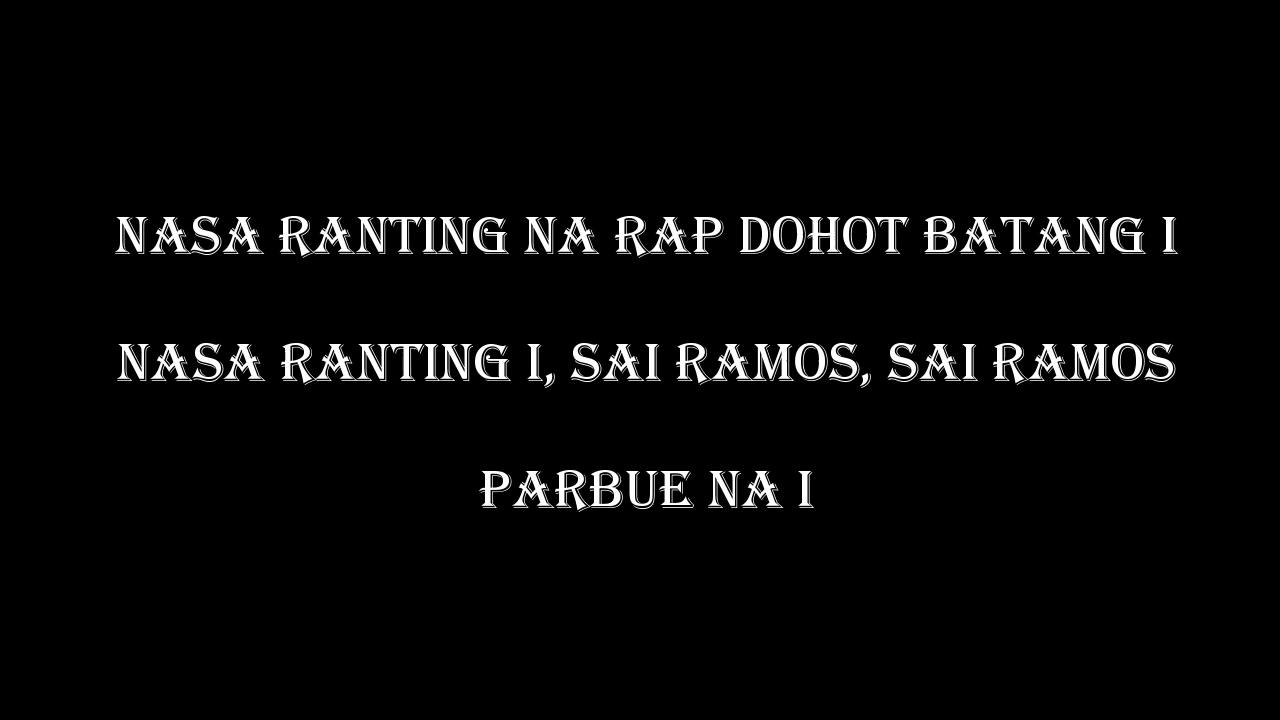 NASA RANTING NA RAP DOHOT BATANG I
NASA RANTING I, SAI RAMOS, SAI RAMOS
PARBUE NA I